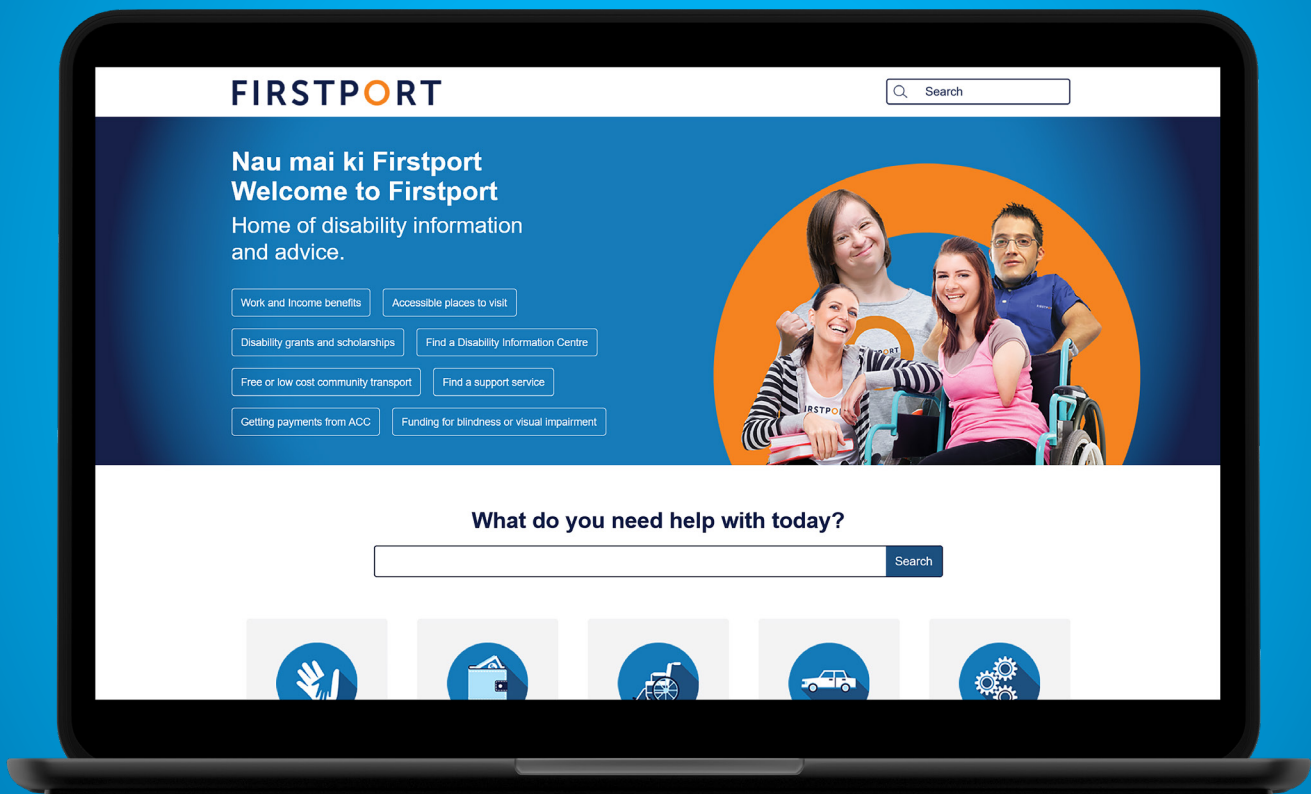 FIRSTPORT
Search
Nau mai ki Firstport
Welcome to Firstport
Home of disability information
and advice.
Work and Income benefits
Accessible places to visit
Disability grants and scholarships
Find a Disability Information Centre
Free or low cost community transport
Find a support service
Getting payments from ACC
Funding for blindness or visual impairment
What do you need help with today?
Search